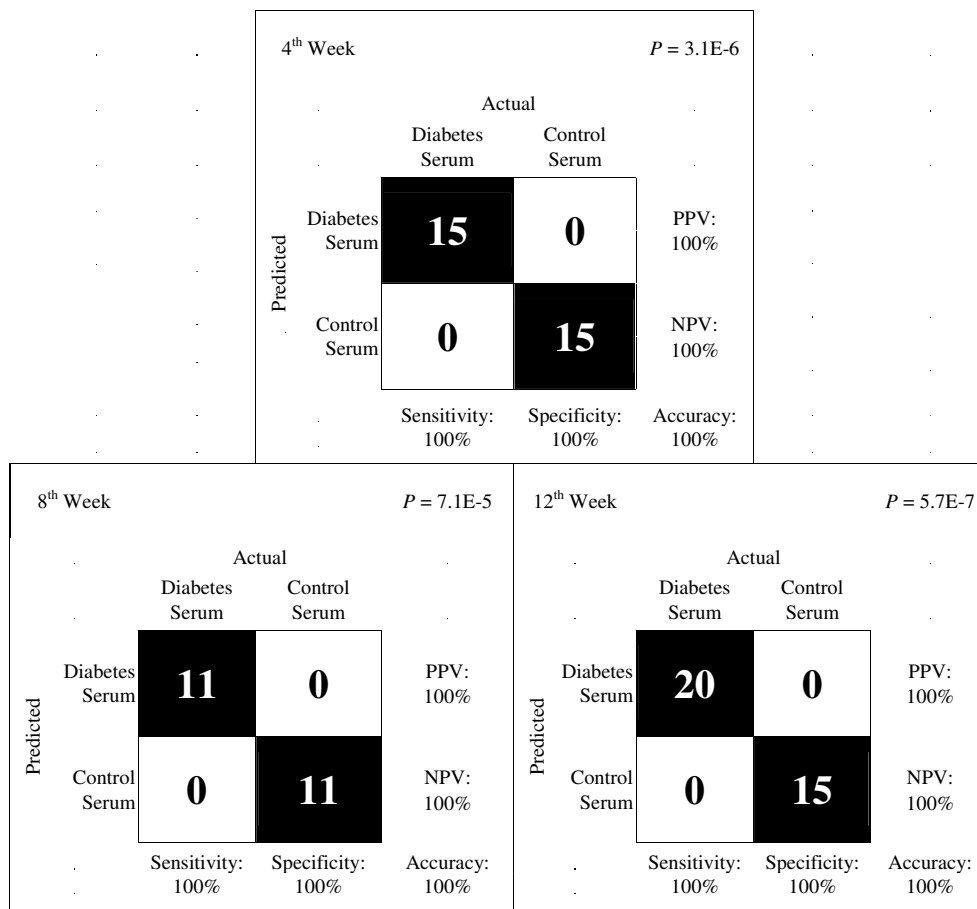 4th Week P = 3.1E-6
Actual
Diabetes Control
Serum Serum
Diabetes
Serum
15 0
PPV:
100%
Predicted
Control
Serum
0 15
NPV:
100%
Sensitivity: Specificity: Accuracy:
100% 100% 100%
8th Week P = 7.1E-5
Actual
Diabetes Control
Serum Serum
Diabetes
Serum
11 0
PPV:
100%
Predicted
Control
Serum
0 11
NPV:
100%
Sensitivity: Specificity: Accuracy:
100% 100% 100%
12th Week P = 5.7E-7
Actual
Diabetes Control
Serum Serum
Diabetes
Serum
20 0
PPV:
100%
Predicted
Control
Serum
0 15
NPV:
100%
Sensitivity: Specificity: Accuracy:
100% 100% 100%